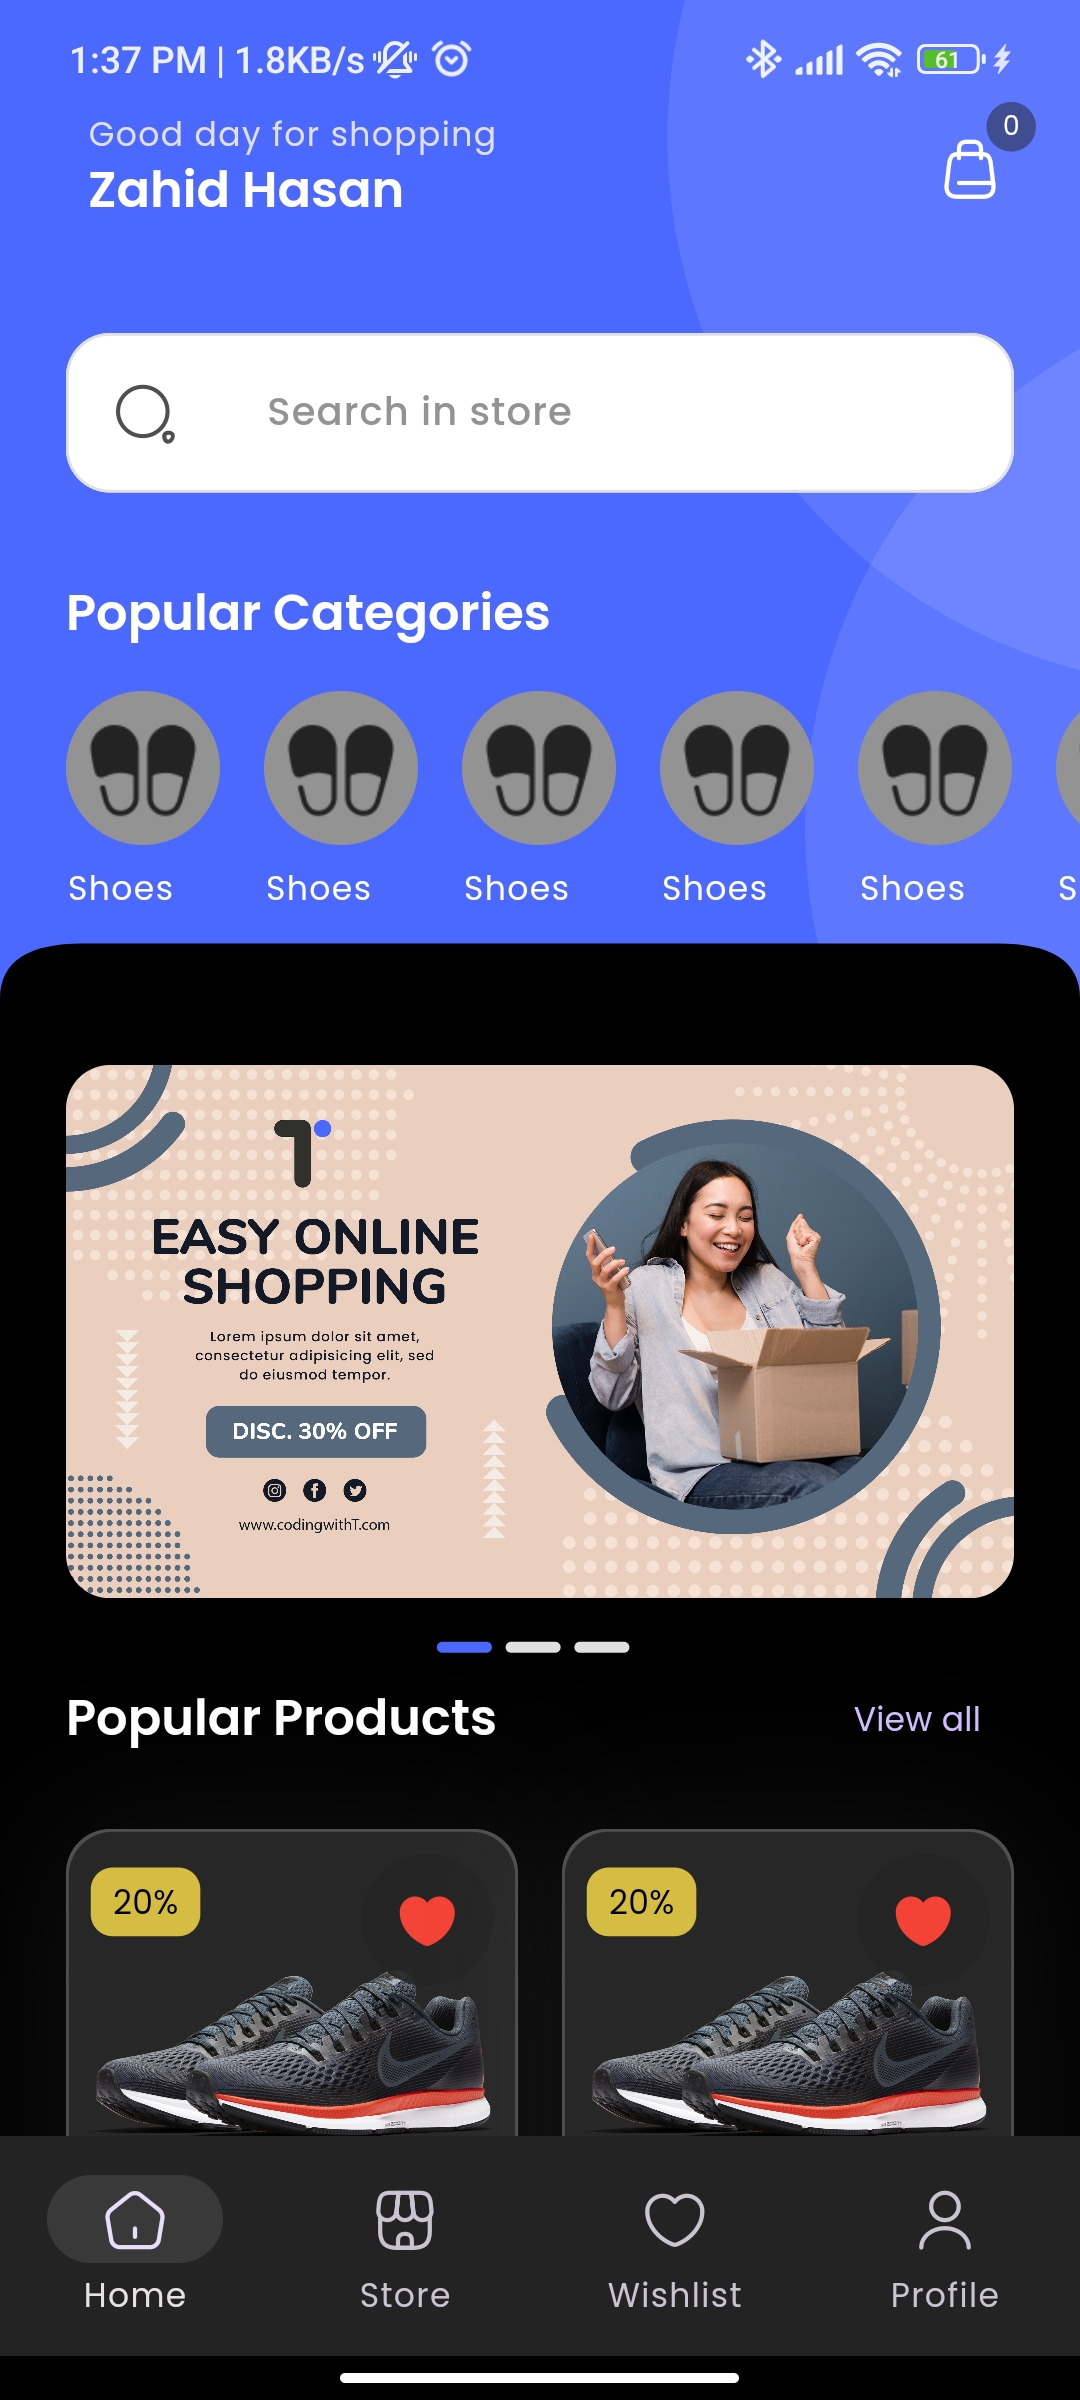 1:37 PM | 1.8KB/s
61
Good day for shopping
0
Zahid Hasan
Search in store
Popular Categories
Shoes Shoes Shoes Shoes Shoes S
EASY ONLINE
SHOPPING
Lorem ipsum dolor sit amet,
consectetur adipisicing elit, sed
do eiusmod tempor.
DISC. 30% OFF
www.codingwithT.com
Popular Products
View all
20%
20%
Home Store Wishlist Profile